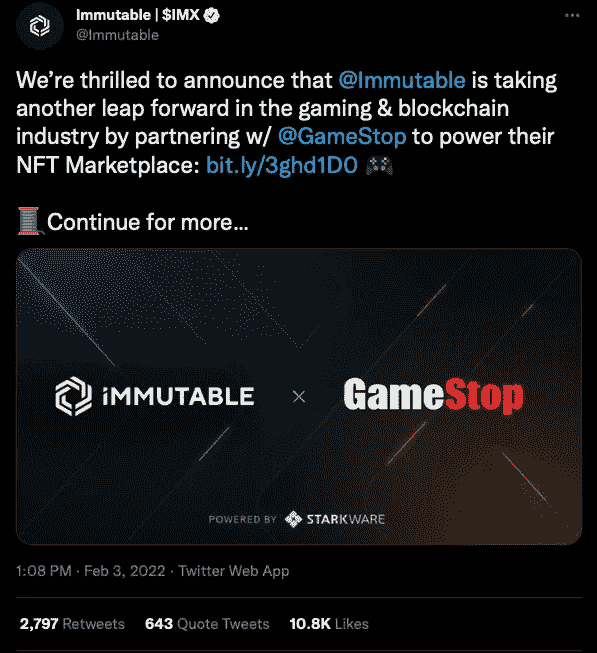 Immutable | $IMX
@Immutable
We're thrilled to announce that @Immutable is taking
another leap forward in the gaming & blockchain
industry by partnering w/ @GameStop to power their
NFT Marketplace: bit.ly/3ghd1D0 🎮
🧵Continue for more...
iMMUTABLE × GameStop
POWERED BY STARKWARE
1:08 PM · Feb 3, 2022 · Twitter Web App
2,797 Retweets 643 Quote Tweets 10.8K Likes